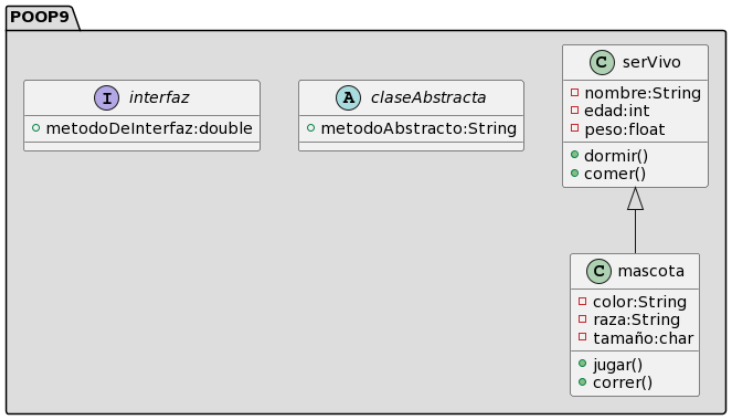 POOP9
I interfaz
metodoDeInterfaz:double
A claseAbstracta
metodoAbstracto:String
C serVivo
nombre:String
edad:int
peso:float
dormir()
comer()
C mascota
color:String
raza:String
tamaño:char
jugar()
correr()